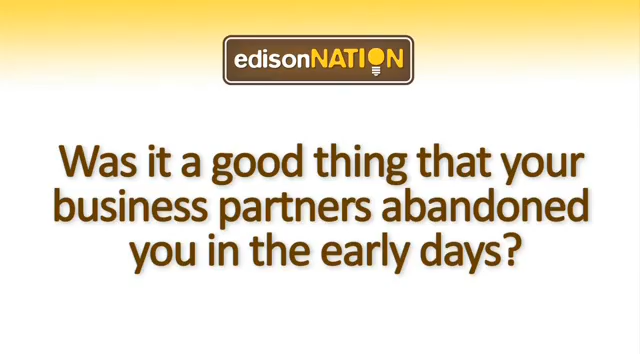 edisonNATION
Was it a good thing that your
business partners abandoned
you in the early days?